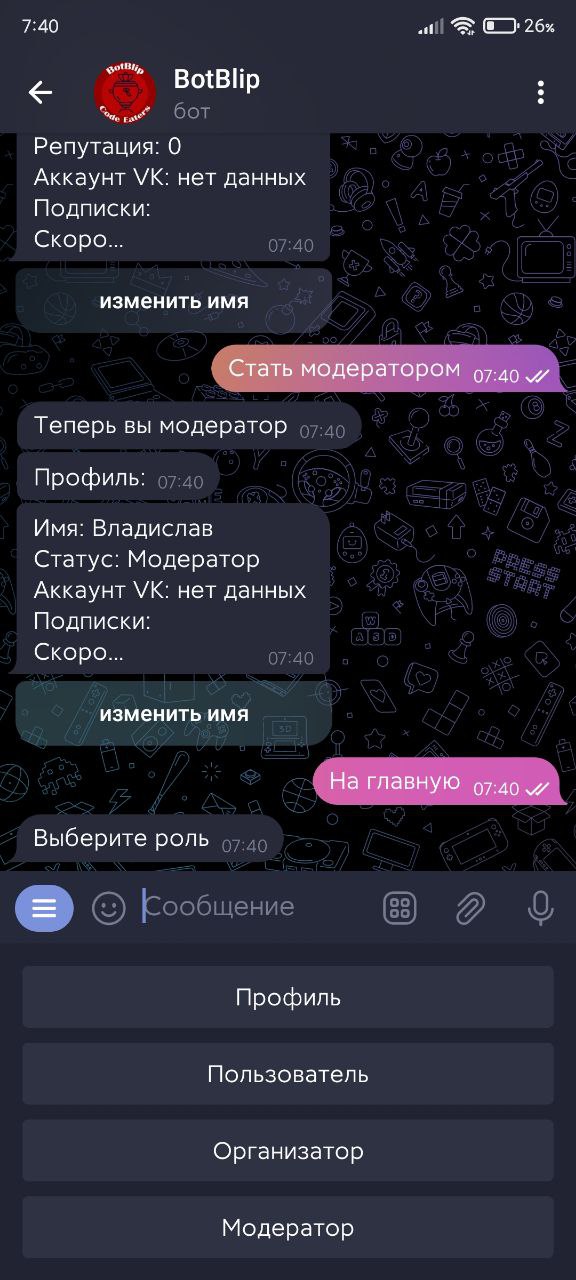 7:40
26%
BotBlip
Code Eaters
BotBlip
бот
Репутация: 0
Аккаунт VK: нет данных
Подписки:
Скоро...
07:40
изменить имя
Стать модератором 07:40
Теперь вы модератор 07:40
Профиль: 07:40
Имя: Владислав
Статус: Модератор
Аккаунт VK: нет данных
Подписки:
Скоро...
07:40
PRESS
START
W
A S D
изменить имя
На главную 07:40
Выберите роль 07:40
Сообщение
Профиль
Пользователь
Организатор
Модератор